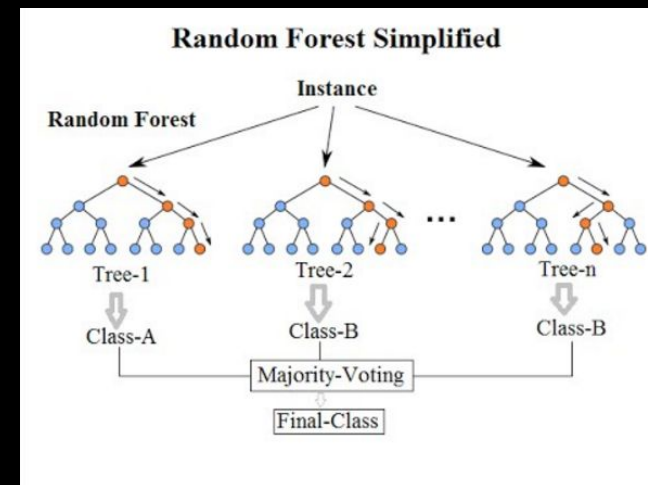 Random Forest Simplified
Instance
Random Forest
...
Tree-1
Tree-2
Tree-n
Class-A
Class-B
Class-B
Majority-Voting
Final-Class